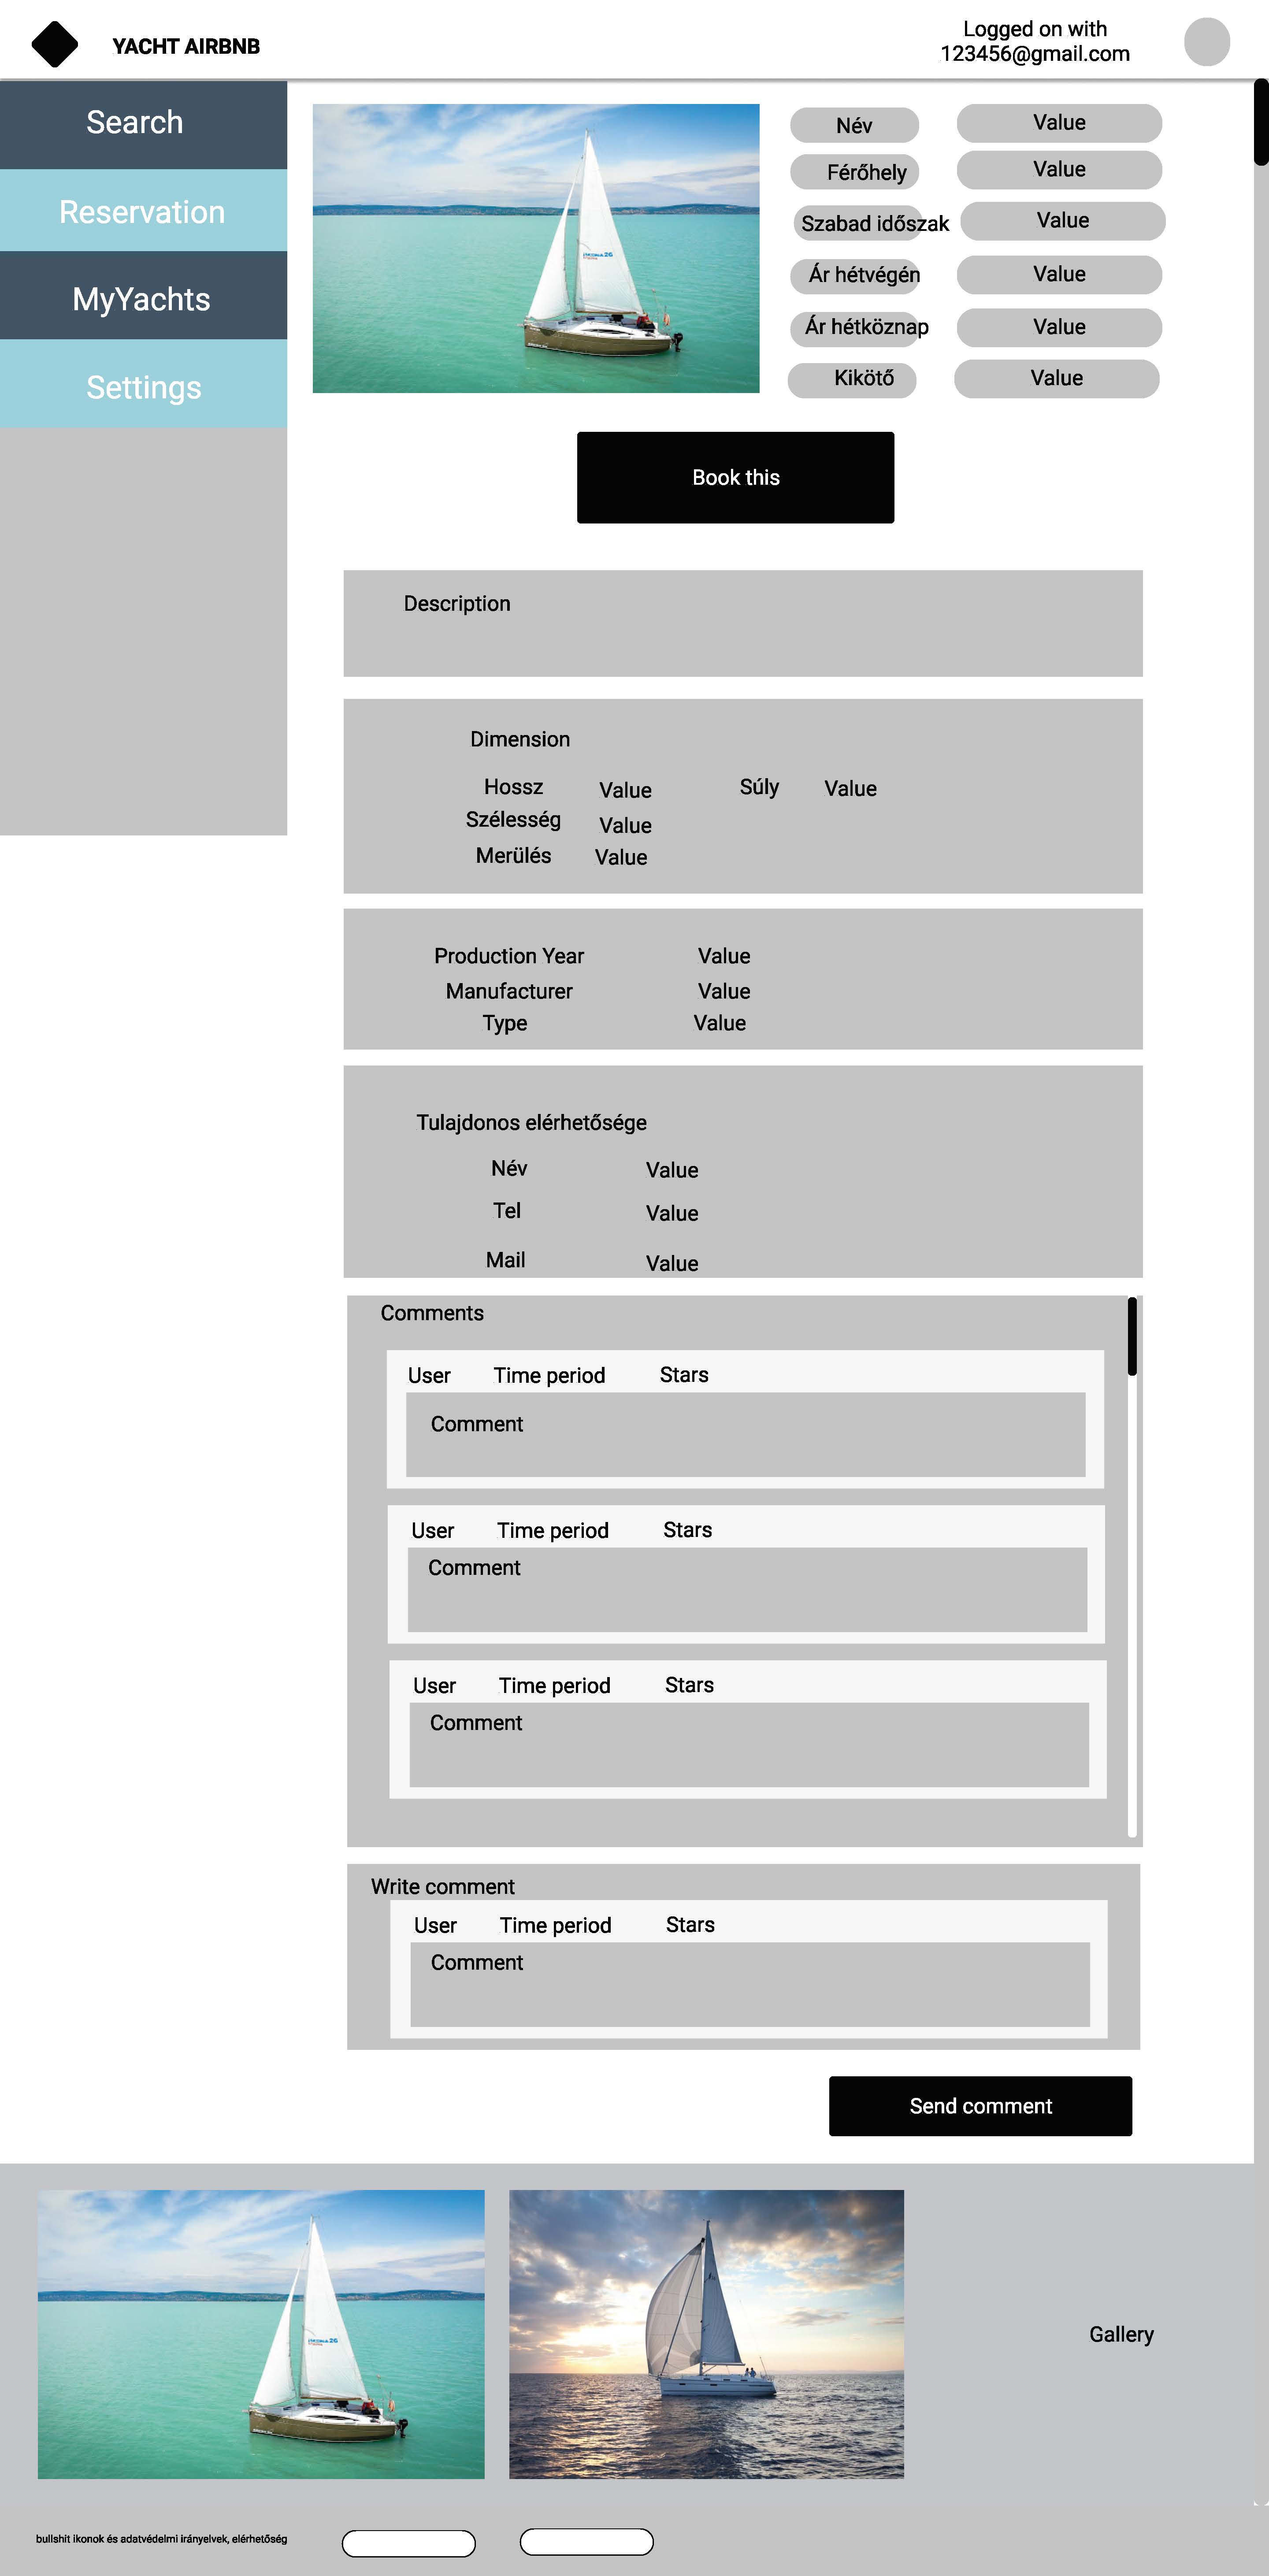 YACHT AIRBNB
Logged on with
123456@gmail.com
Search
Reservation
MyYachts
Settings
Név Value
Férőhely Value
Szabad időszak Value
Ár hétvégén Value
Ár hétköznap Value
Kikötő Value
Book this
Description
Dimension
Hossz Value Súly Value
Szélesség Value
Merülés Value
Production Year Value
Manufacturer Value
Type Value
Tulajdonos elérhetősége
Név Value
Tel Value
Mail Value
Comments
User Time period Stars
Comment
User Time period Stars
Comment
User Time period Stars
Comment
Write comment
User Time period Stars
Comment
Send comment
Gallery
bullshit ikonok és adatvédelmi irányelvek, elérhetőség